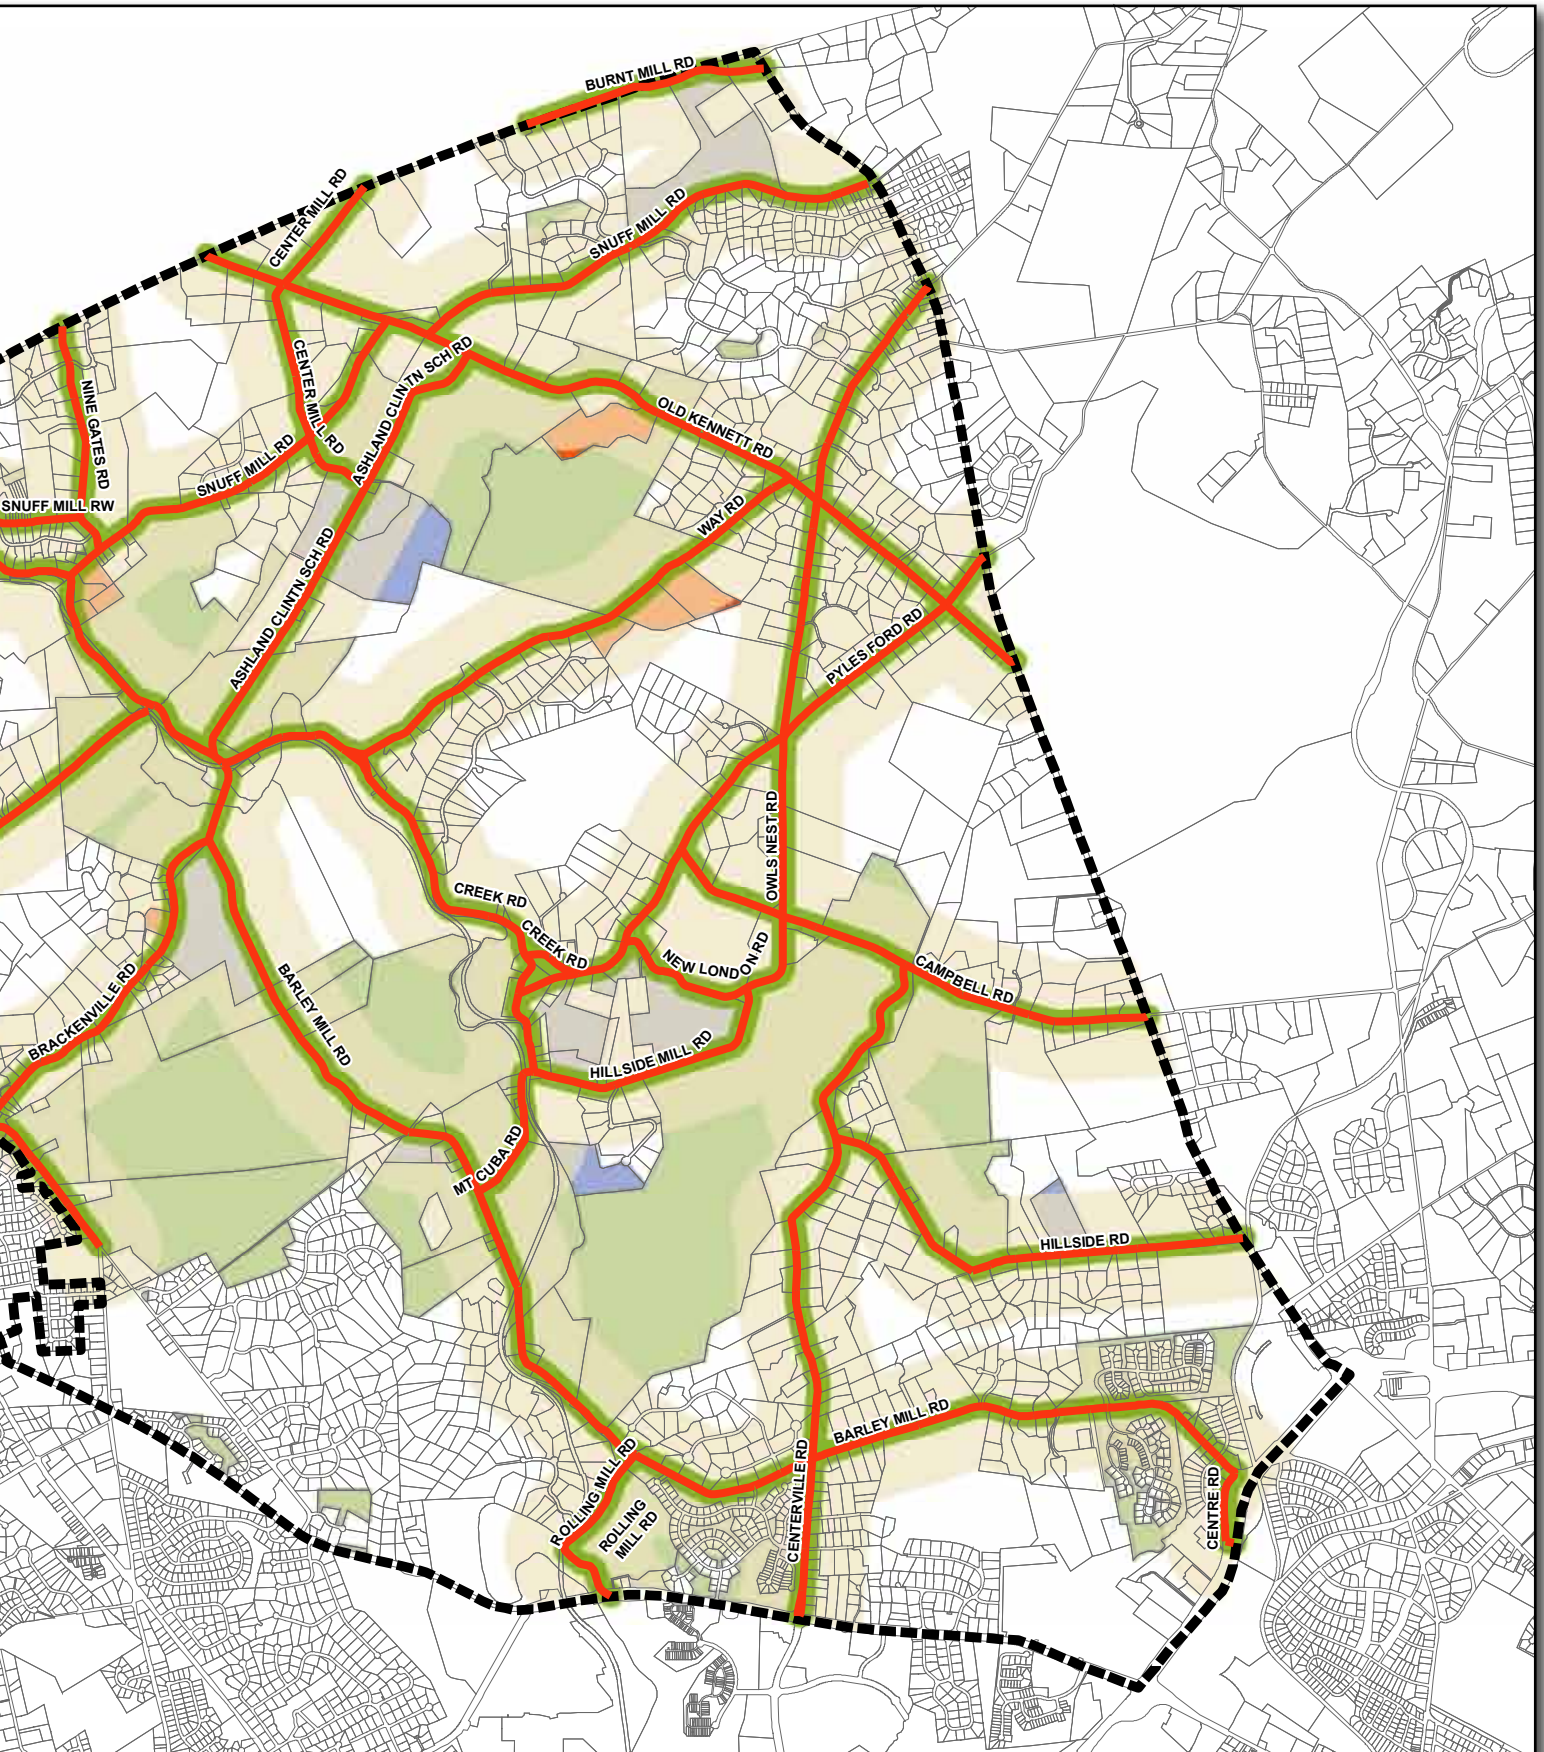 BURNT MILL RD
CENTER MILL RD
SNUFF MILL RD
CENTER MILL RD
ASHLAND CLINTN SCH RD
NINE GATES RD
OLD KENNETT RD
SNUFF MILL RD
SNUFF MILL RW
WAY RD
ASHLAND CLINTN SCH RD
PYLES FORD RD
OWLS NEST RD
CREEK RD
CREEK RD
NEW LONDON RD
CAMPBELL RD
BRACKENVILLE RD
BARLEY MILL RD
HILLSIDE MILL RD
MT CUBA RD
HILLSIDE RD
BARLEY MILL RD
ROLLING MILL RD
ROLLING
MILL RD
CENTERVILLE RD
CENTRE RD